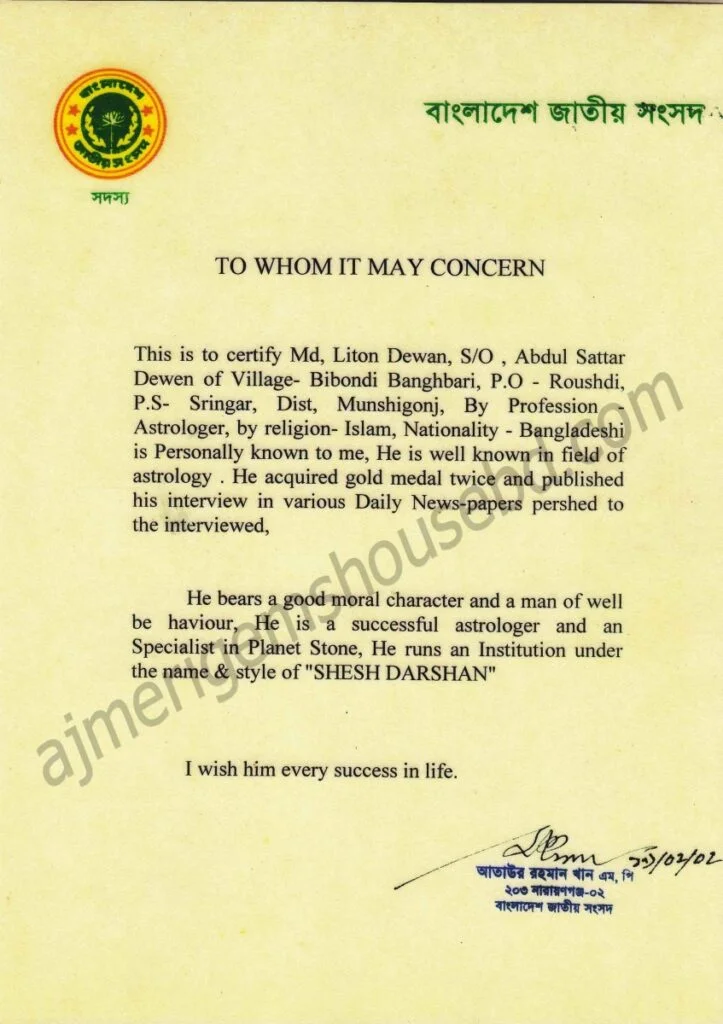 বাংলাদেশ
জাতীয় সংসদ
সদস্য
বাংলাদেশ জাতীয় সংসদ
TO WHOM IT MAY CONCERN
This is to certify Md, Liton Dewan, S/O , Abdul Sattar
Dewen of Village- Bibondi Banghbari, P.O - Roushdi,
P.S- Sringar, Dist, Munshigonj, By Profession -
Astrologer, by religion- Islam, Nationality - Bangladeshi
is Personally known to me, He is well known in field of
astrology . He acquired gold medal twice and published
his interview in various Daily News-papers pershed to
the interviewed,
He bears a good moral character and a man of well
be haviour, He is a successful astrologer and an
Specialist in Planet Stone, He runs an Institution under
the name & style of "SHESH DARSHAN"
I wish him every success in life.
/02/02
আতাউর রহমান খান এম, পি
২০৩ নারায়ণগঞ্জ-০২
বাংলাদেশ জাতীয় সংসদ
ajmerigemshousebd.com